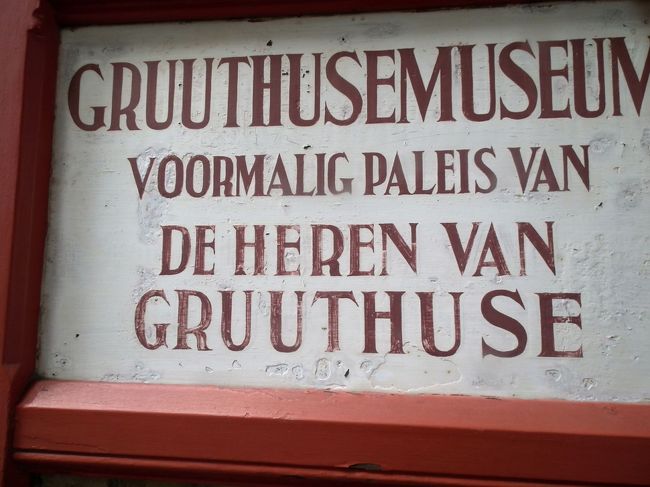 GRUUTHUSEMUSEUM
VOORMALIG PALEIS VAN
DE HEREN VAN
GRUUTHUSE